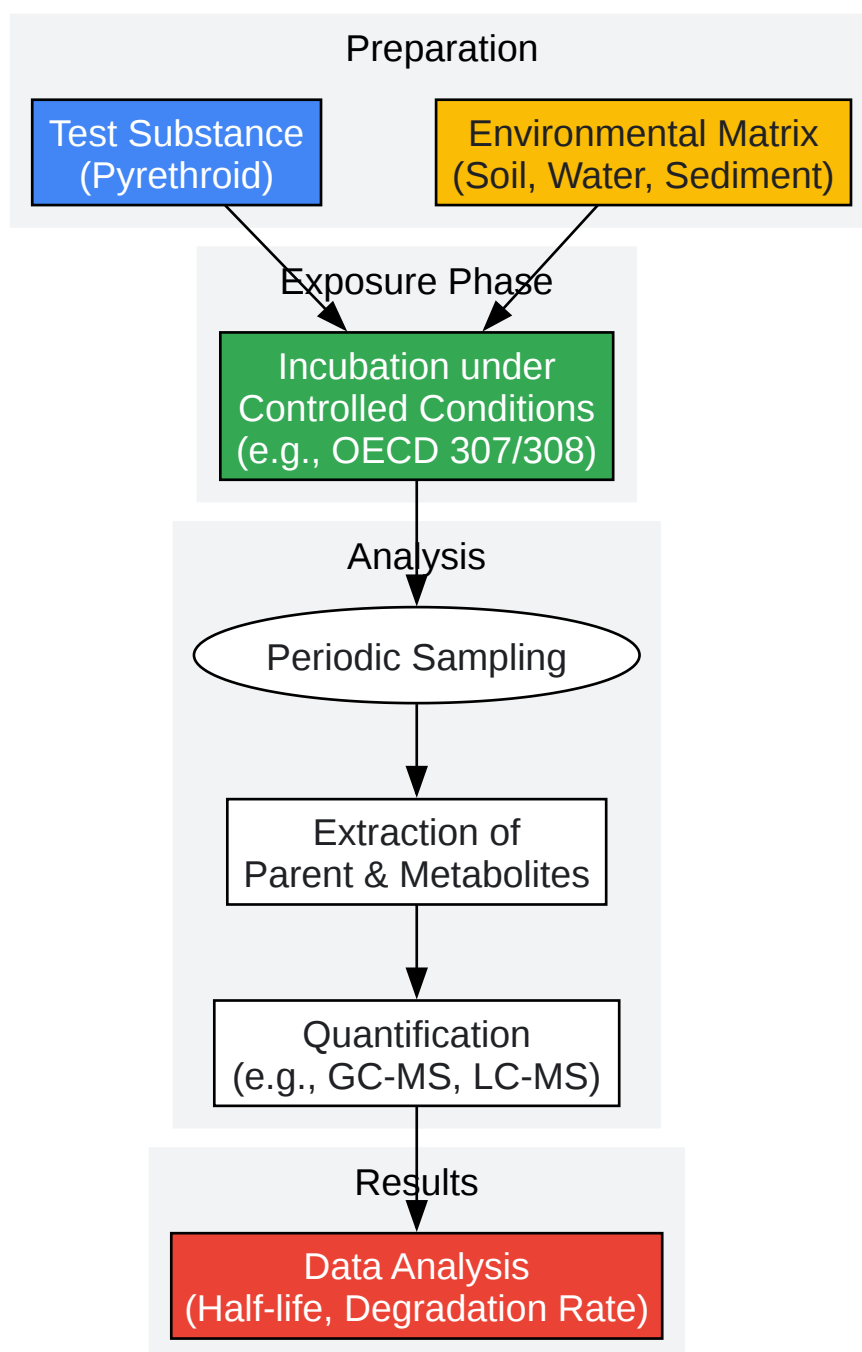 Preparation
Test Substance
(Pyrethroid)
Environmental Matrix
(Soil, Water, Sediment)
Exposure Phase
Incubation under
Controlled Conditions
(e.g., OECD 307/308)
Analysis
Periodic Sampling
Extraction of
Parent & Metabolites
Quantification
(e.g., GC-MS, LC-MS)
Results
Data Analysis
(Half-life, Degradation Rate)